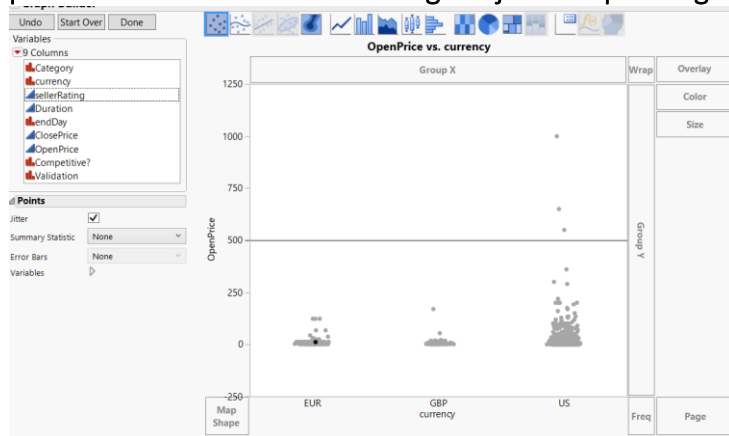 Undo Start Over Done
Variables
9 Columns
Category
currency
sellerRating
Duration
endDay
ClosePrice
OpenPrice
Competitive?
Validation
Points
Jitter
Summary Statistic None
Error Bars None
Variables
OpenPrice vs. currency
Group X
Wrap
Overlay
Color
Size
1250
1000
750
500
250
0
-250
OpenPrice
Group Y
EUR GBP US
currency
Map
Shape
Freq
Page